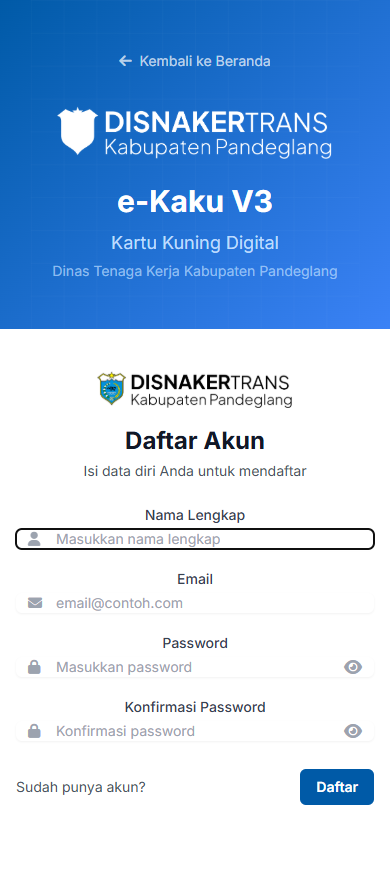 Kembali ke Beranda
DISNAKERTRANS
Kabupaten Pandeglang
e-Kaku V3
Kartu Kuning Digital
Dinas Tenaga Kerja Kabupaten Pandeglang
DISNAKERTRANS
Kabupaten Pandeglang
Daftar Akun
Isi data diri Anda untuk mendaftar
Nama Lengkap
Masukkan nama lengkap
Email
email@contoh.com
Password
Masukkan password
Konfirmasi Password
Konfirmasi password
Sudah punya akun?
Daftar